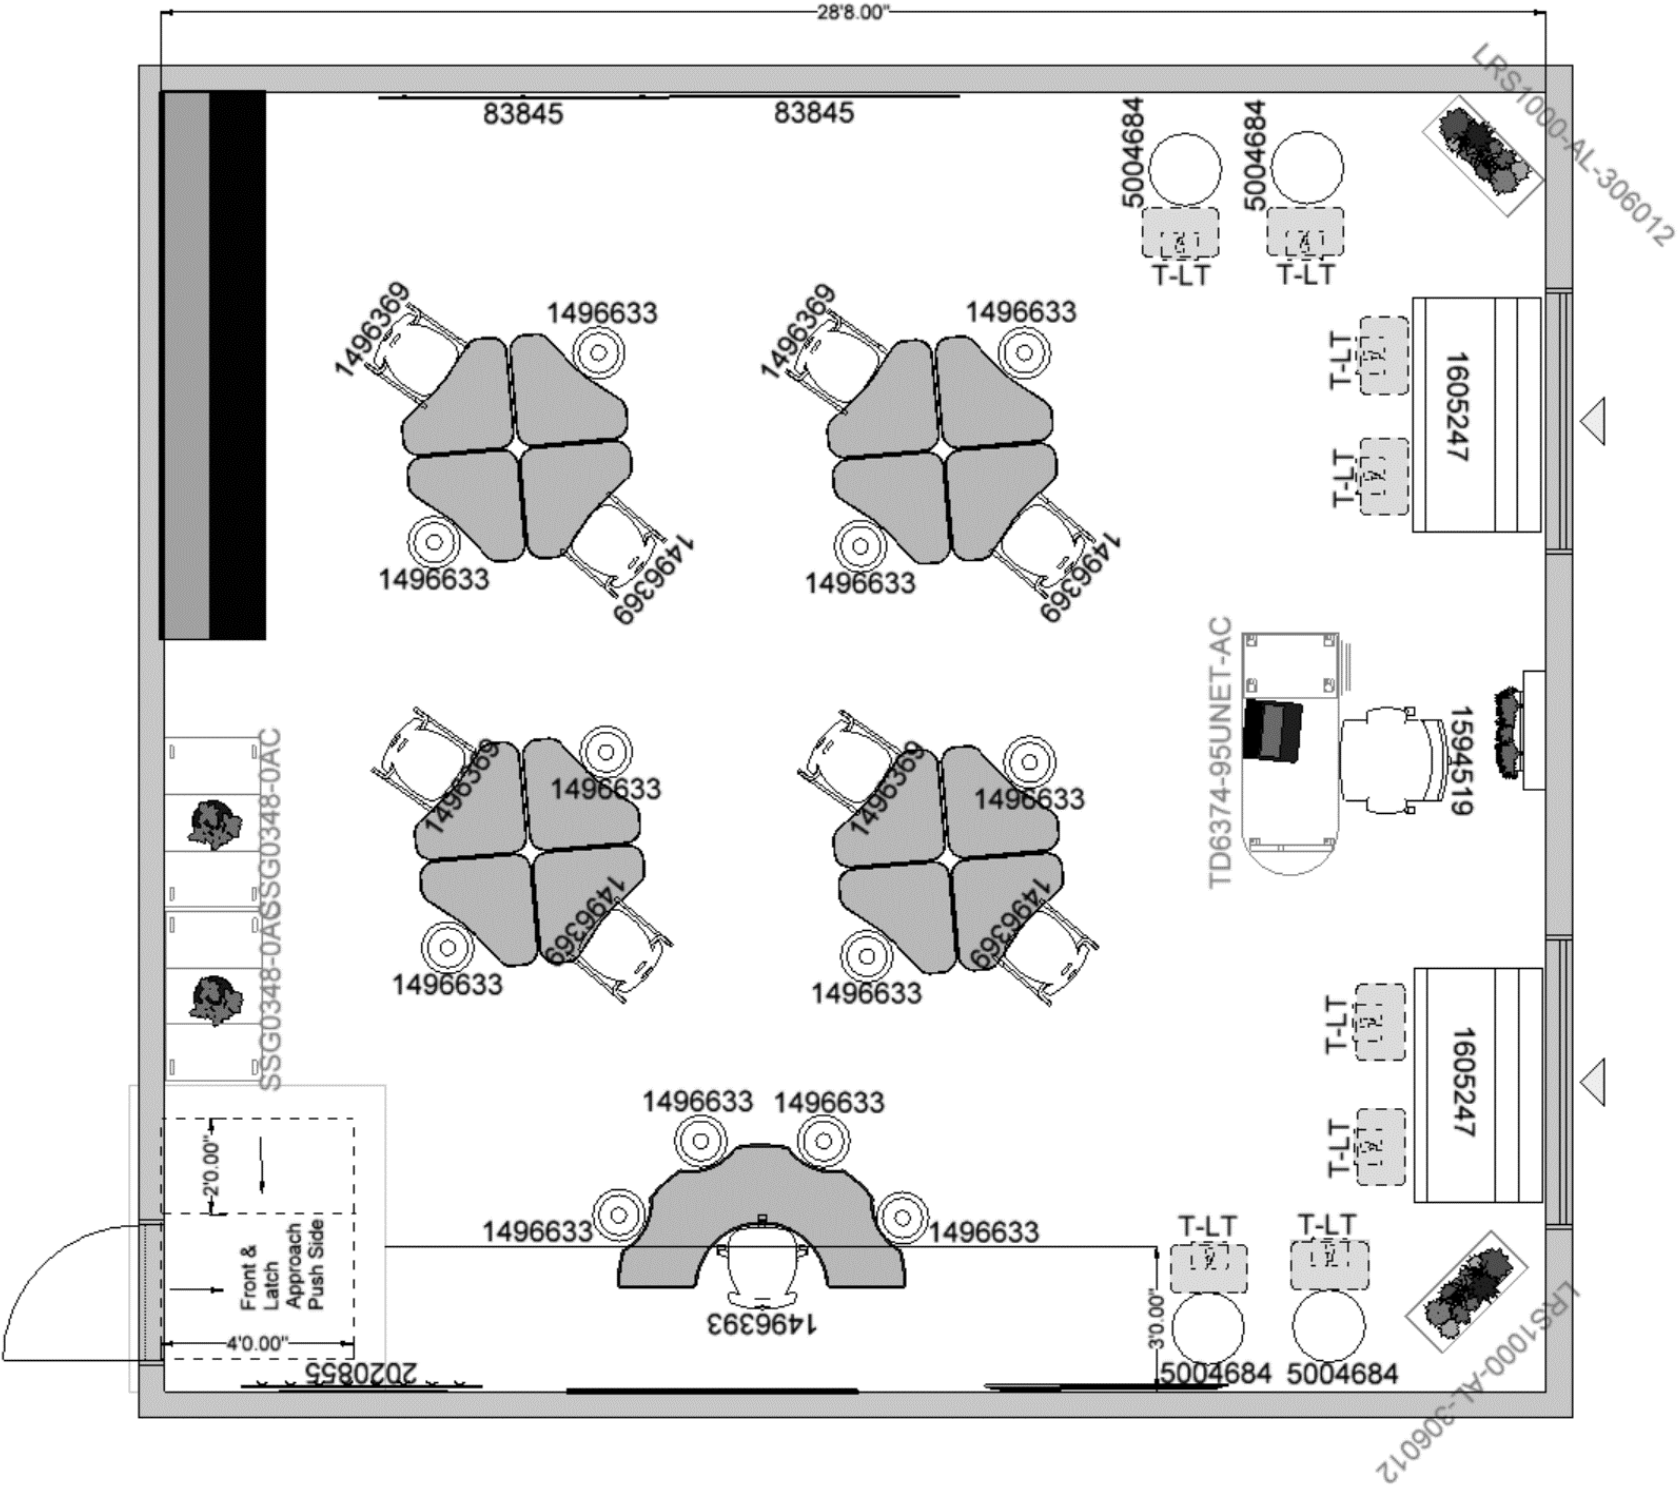 28'8.00"
83845
83845
5004684
5004684
LRS1000-AL-306012
T-LT
T-LT
1496369
1496633
1496369
1496633
T-LT
1605247
T-LT
1496633
1496369
1496633
1496369
TD6374-95UNET-AC
1594519
1496369
1496633
1496369
1496633
SSG0348-0AC
SSG0348-0AC
1496369
1496633
1496369
1496633
T-LT
1605247
T-LT
1496633
1496633
1496633
1496633
1496393
2'0.00"
Front &
Latch
Approach
Push Side
4'0.00"
2020855
3'0.00"
T-LT
T-LT
5004684
5004684
LRS1000-AL-306012